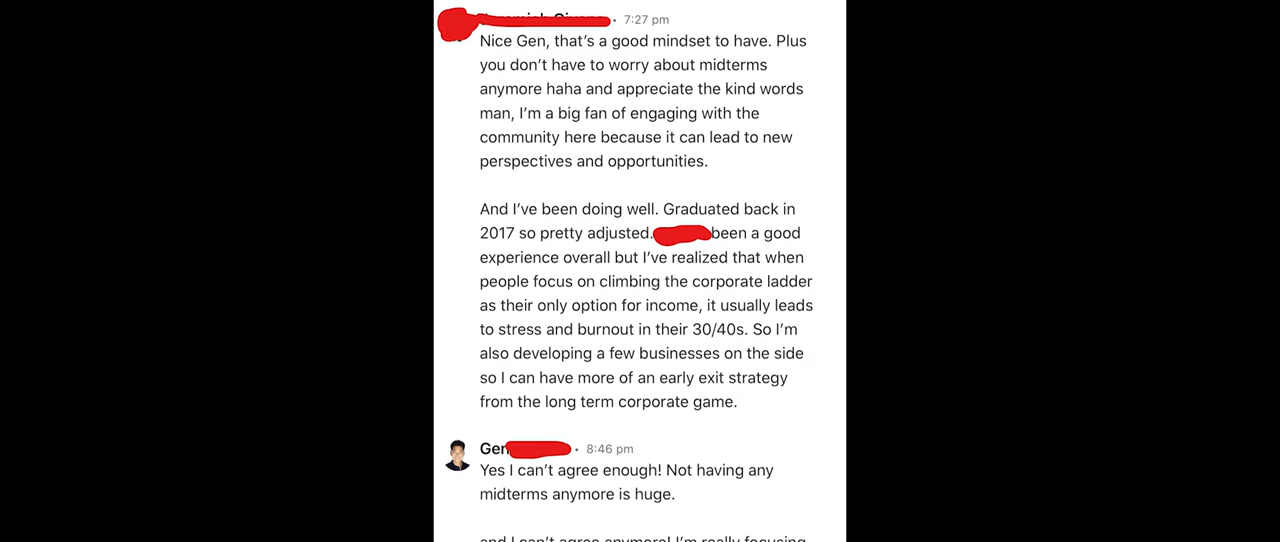 · 7:27 pm
Nice Gen, that's a good mindset to have. Plus
you don't have to worry about midterms
anymore haha and appreciate the kind words
man, I'm a big fan of engaging with the
community here because it can lead to new
perspectives and opportunities.
And I've been doing well. Graduated back in
2017 so pretty adjusted. been a good
experience overall but I've realized that when
people focus on climbing the corporate ladder
as their only option for income, it usually leads
to stress and burnout in their 30/40s. So I'm
also developing a few businesses on the side
so I can have more of an early exit strategy
from the long term corporate game.
Gen · 8:46 pm
Yes I can't agree enough! Not having any
midterms anymore is huge.
and I can't agree anymore! I'm really focusing